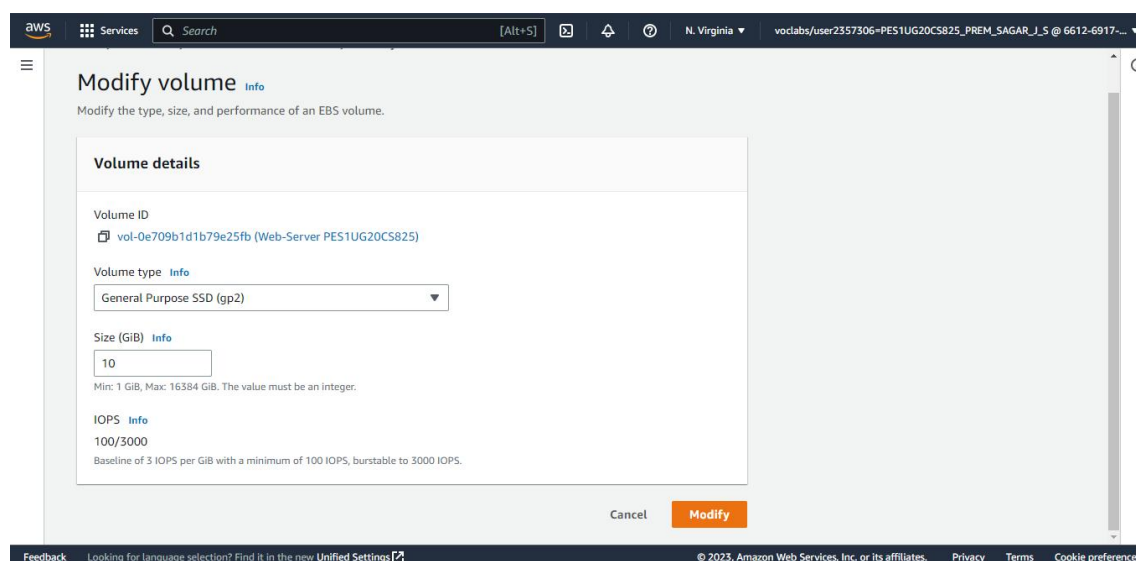 aws Services Search [Alt+S] N. Virginia voclabs/user2357306=PES1UG20CS825_PREM_SAGAR_J_S @ 6612-6917-...
Modify volume Info
Modify the type, size, and performance of an EBS volume.
Volume details
Volume ID
vol-0e709b1d1b79e25fb (Web-Server PES1UG20CS825)
Volume type Info
General Purpose SSD (gp2)
Size (GiB) Info
10
Min: 1 GiB, Max: 16384 GiB. The value must be an integer.
IOPS Info
100/3000
Baseline of 3 IOPS per GiB with a minimum of 100 IOPS, burstable to 3000 IOPS.
Cancel Modify
Feedback Looking for language selection? Find it in the new Unified Settings © 2023, Amazon Web Services, Inc. or its affiliates. Privacy Terms Cookie preference